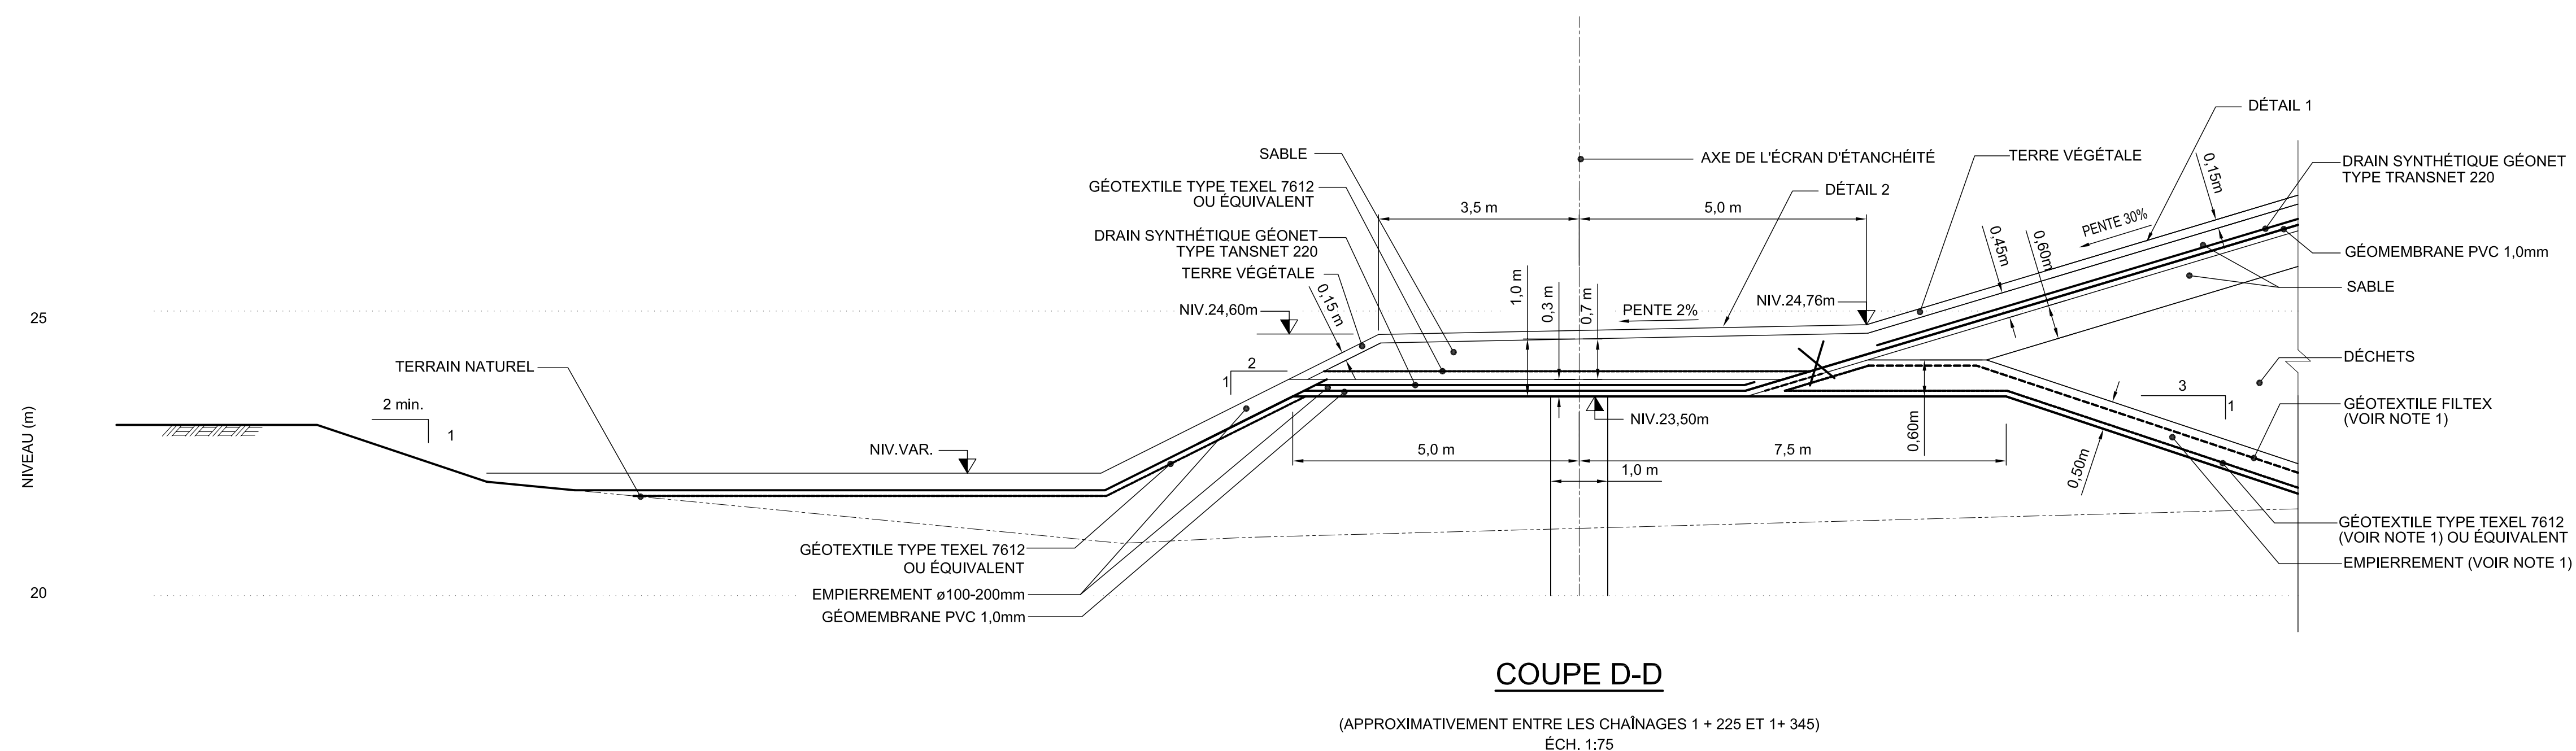 DÉTAIL 1
SABLE
AXE DE L'ÉCRAN D'ÉTANCHÉITÉ
TERRE VÉGÉTALE
0,15m
DRAIN SYNTHÉTIQUE GÉONET
TYPE TRANSNET 220
GÉOTEXTILE TYPE TEXEL 7612
OU ÉQUIVALENT
DÉTAIL 2
3,5 m
5,0 m
PENTE 30%
DRAIN SYNTHÉTIQUE GÉONET
TYPE TANSNET 220
0,45m
0,60m
GÉOMEMBRANE PVC 1,0mm
TERRE VÉGÉTALE
0,15 m
1,0 m
0,3 m
0,7 m
SABLE
NIV.24,60m
PENTE 2%
NIV.24,76m
25
TERRAIN NATUREL
2
1
DÉCHETS
2 min.
1
3
1
GÉOTEXTILE FILTEX
(VOIR NOTE 1)
NIV.23,50m
NIVEAU (m)
NIV.VAR.
5,0 m
7,5 m
0,60m
1,0 m
0,50m
GÉOTEXTILE TYPE TEXEL 7612
(VOIR NOTE 1) OU ÉQUIVALENT
GÉOTEXTILE TYPE TEXEL 7612
OU ÉQUIVALENT
EMPIERREMENT (VOIR NOTE 1)
20
EMPIERREMENT ø100-200mm
GÉOMEMBRANE PVC 1,0mm
COUPE D-D
(APPROXIMATIVEMENT ENTRE LES CHAÎNAGES 1 + 225 ET 1+ 345)
ÉCH. 1:75